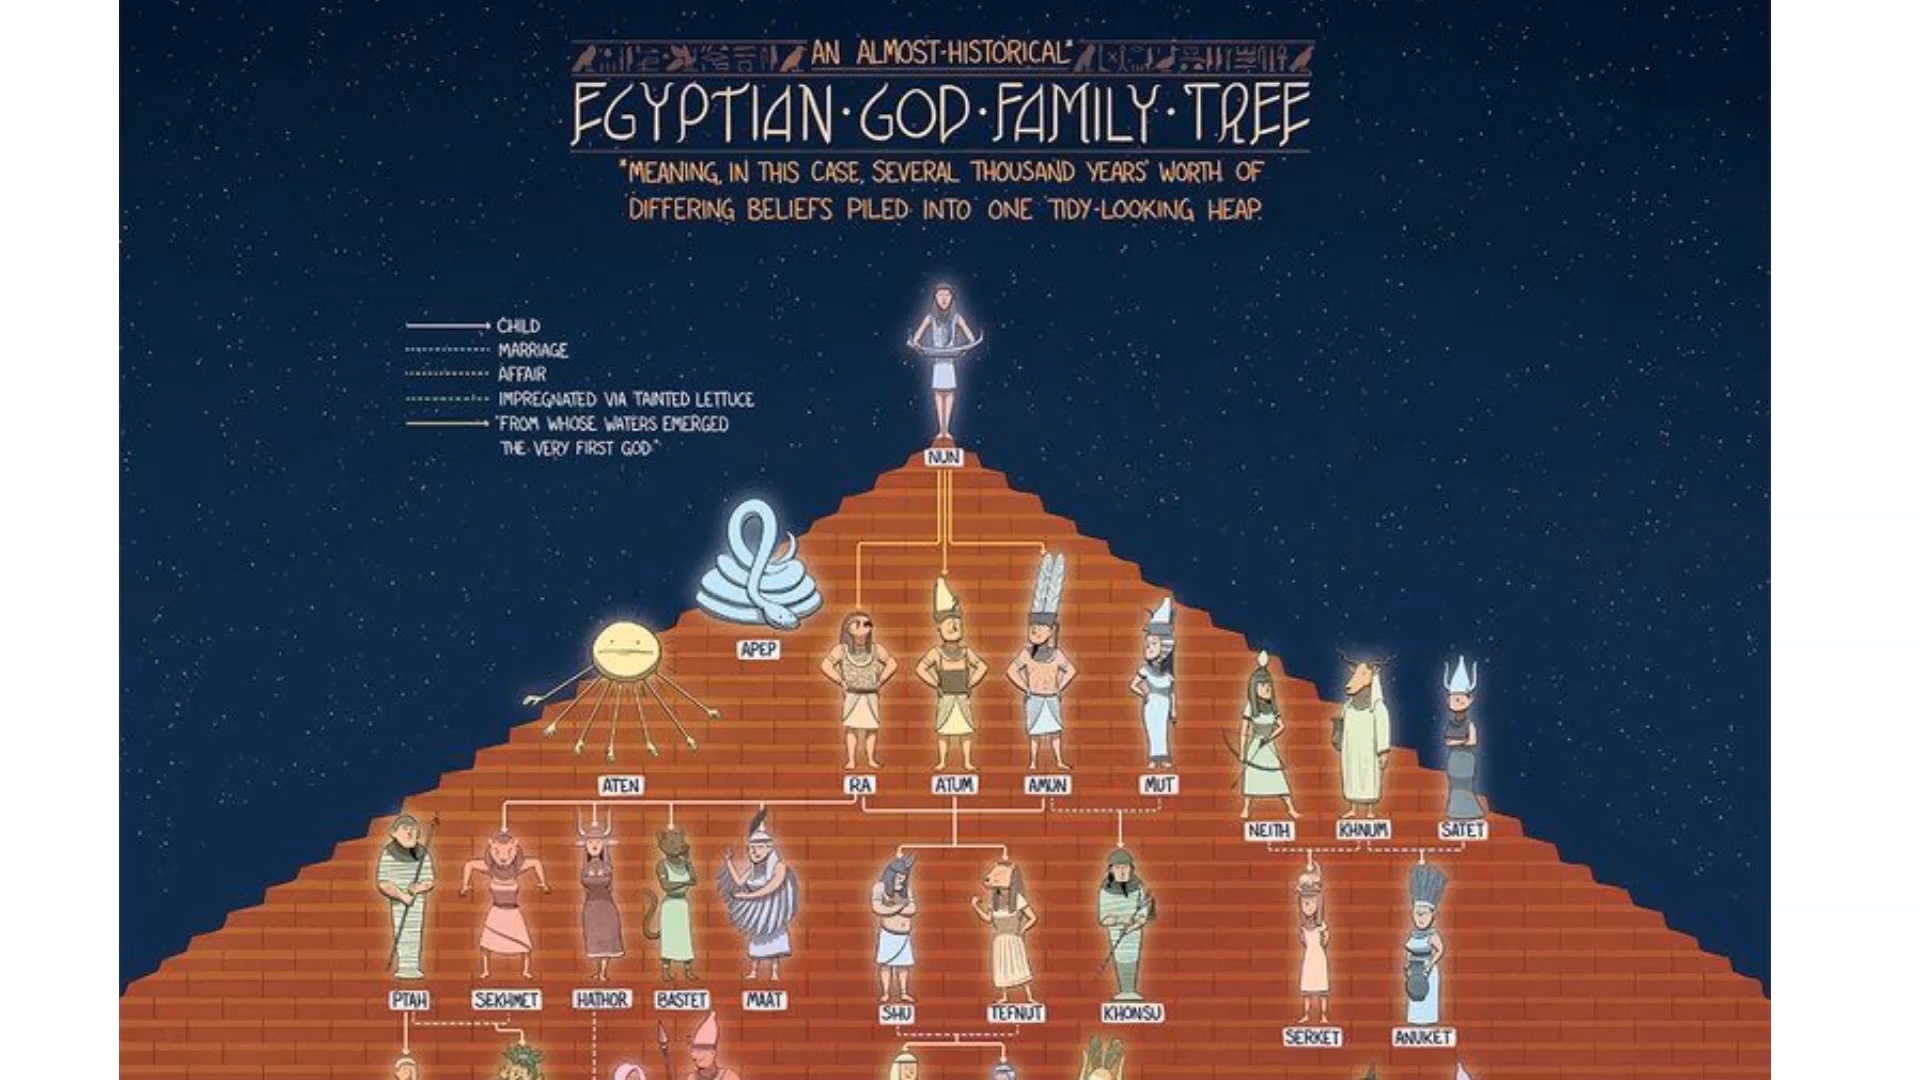 AN ALMOST-HISTORICAL*
EGYPTIAN·GOD·FAMILY·TREE
*MEANING, IN THIS CASE, SEVERAL THOUSAND YEARS' WORTH OF
DIFFERING BELIEFS PILED INTO ONE TIDY-LOOKING HEAP.
CHILD
MARRIAGE
AFFAIR
IMPREGNATED VIA TAINTED LETTUCE
"FROM WHOSE WATERS EMERGED
THE VERY FIRST GOD"
NUN
APEP
ATEN
RA
ATUM
AMUN
MUT
NEITH
KHNUM
SATET
PTAH
SEKHMET
HATHOR
BASTET
MAAT
SHU
TEFNUT
KHONSU
SERKET
ANUKET